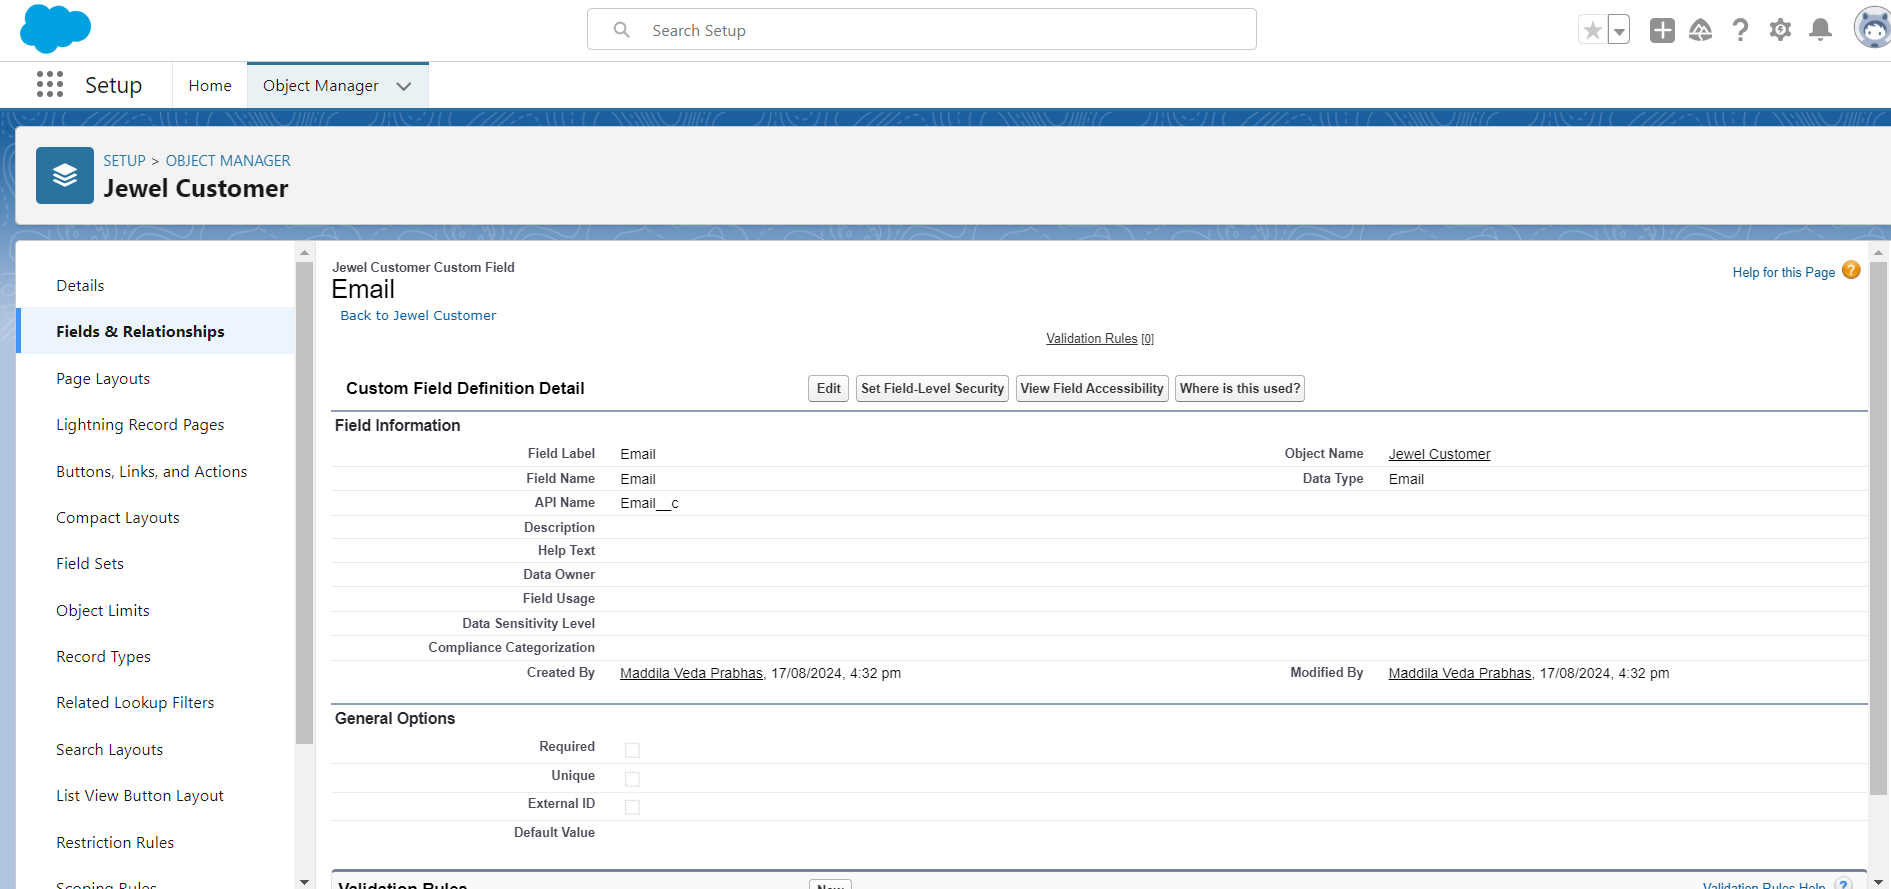 Search Setup
Setup
Home
Object Manager
SETUP > OBJECT MANAGER
Jewel Customer
Details
Fields & Relationships
Page Layouts
Lightning Record Pages
Buttons, Links, and Actions
Compact Layouts
Field Sets
Object Limits
Record Types
Related Lookup Filters
Search Layouts
List View Button Layout
Restriction Rules
Scoping Rules
Jewel Customer Custom Field
Email
Back to Jewel Customer
Help for this Page
Validation Rules [0]
Custom Field Definition Detail
Edit
Set Field-Level Security
View Field Accessibility
Where is this used?
Field Information
Field Label Email Object Name Jewel Customer
Field Name Email Data Type Email
API Name Email__c
Description
Help Text
Data Owner
Field Usage
Data Sensitivity Level
Compliance Categorization
Created By Maddila Veda Prabhas, 17/08/2024, 4:32 pm Modified By Maddila Veda Prabhas, 17/08/2024, 4:32 pm
General Options
Required
Unique
External ID
Default Value
Validation Rules
New
Validation Rules Help ?